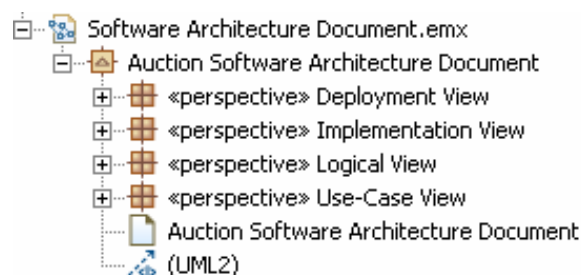 Software Architecture Document.emx
Auction Software Architecture Document
«perspective» Deployment View
«perspective» Implementation View
«perspective» Logical View
«perspective» Use-Case View
Auction Software Architecture Document
(UML2)